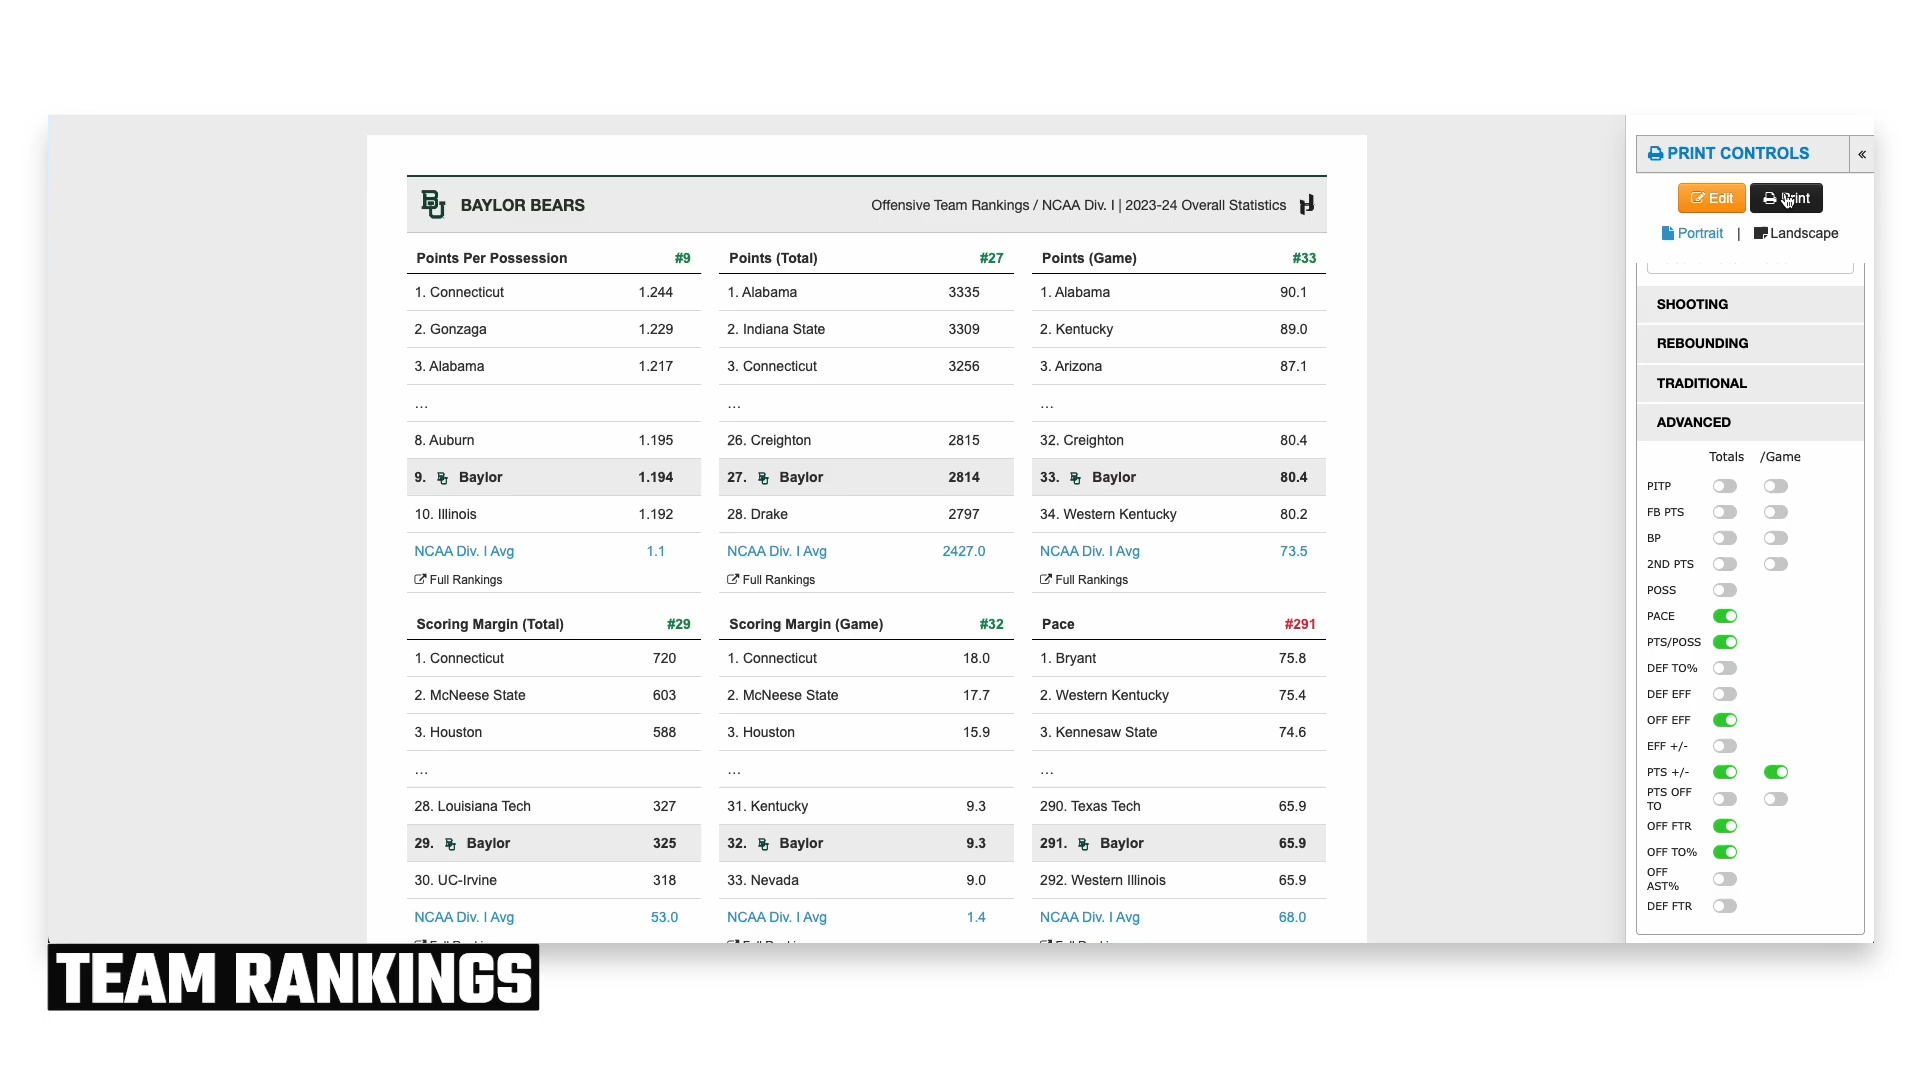 PRINT CONTROLS
«
Edit
Print
Portrait | Landscape
BAYLOR BEARS
Offensive Team Rankings / NCAA Div. I | 2023-24 Overall Statistics
Points Per Possession #9
1. Connecticut 1.244
2. Gonzaga 1.229
3. Alabama 1.217
...
8. Auburn 1.195
9. Baylor 1.194
10. Illinois 1.192
NCAA Div. I Avg 1.1
Full Rankings
Points (Total) #27
1. Alabama 3335
2. Indiana State 3309
3. Connecticut 3256
...
26. Creighton 2815
27. Baylor 2814
28. Drake 2797
NCAA Div. I Avg 2427.0
Full Rankings
Points (Game) #33
1. Alabama 90.1
2. Kentucky 89.0
3. Arizona 87.1
...
32. Creighton 80.4
33. Baylor 80.4
34. Western Kentucky 80.2
NCAA Div. I Avg 73.5
Full Rankings
Scoring Margin (Total) #29
1. Connecticut 720
2. McNeese State 603
3. Houston 588
...
28. Louisiana Tech 327
29. Baylor 325
30. UC-Irvine 318
NCAA Div. I Avg 53.0
Scoring Margin (Game) #32
1. Connecticut 18.0
2. McNeese State 17.7
3. Houston 15.9
...
31. Kentucky 9.3
32. Baylor 9.3
33. Nevada 9.0
NCAA Div. I Avg 1.4
Pace #291
1. Bryant 75.8
2. Western Kentucky 75.4
3. Kennesaw State 74.6
...
290. Texas Tech 65.9
291. Baylor 65.9
292. Western Illinois 65.9
NCAA Div. I Avg 68.0
SHOOTING
REBOUNDING
TRADITIONAL
ADVANCED
Totals /Game
PITP
FB PTS
BP
2ND PTS
POSS
PACE
PTS/POSS
DEF TO%
DEF EFF
OFF EFF
EFF +/-
PTS +/-
PTS OFF
TO
OFF FTR
OFF TO%
OFF
AST%
DEF FTR
TEAM RANKINGS